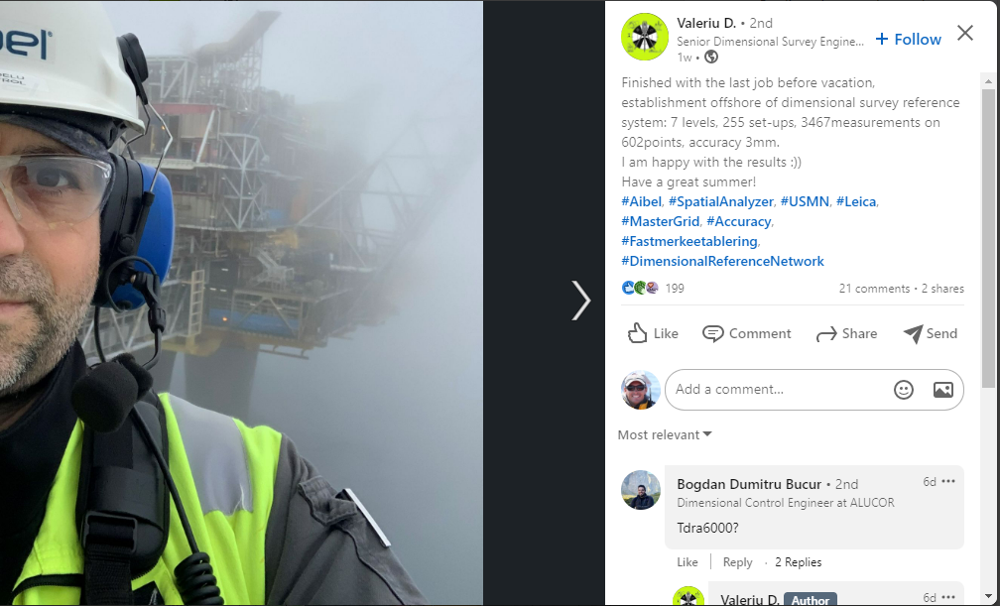 Valeriu D. • 2nd
Senior Dimensional Survey Engine...
1w •
+ Follow
Finished with the last job before vacation,
establishment offshore of dimensional survey reference
system: 7 levels, 255 set-ups, 3467measurements on
602points, accuracy 3mm.
I am happy with the results :))
Have a great summer!
#Aibel, #SpatialAnalyzer, #USMN, #Leica,
#MasterGrid, #Accuracy,
#Fastmerkeetablering,
#DimensionalReferenceNetwork
199
21 comments • 2 shares
Like Comment Share Send
Add a comment...
Most relevant
Bogdan Dumitru Bucur • 2nd
6d •••
Dimensional Control Engineer at ALUCOR
Tdra6000?
Like | Reply · 2 Replies
Valeriu D. Author
6d •••